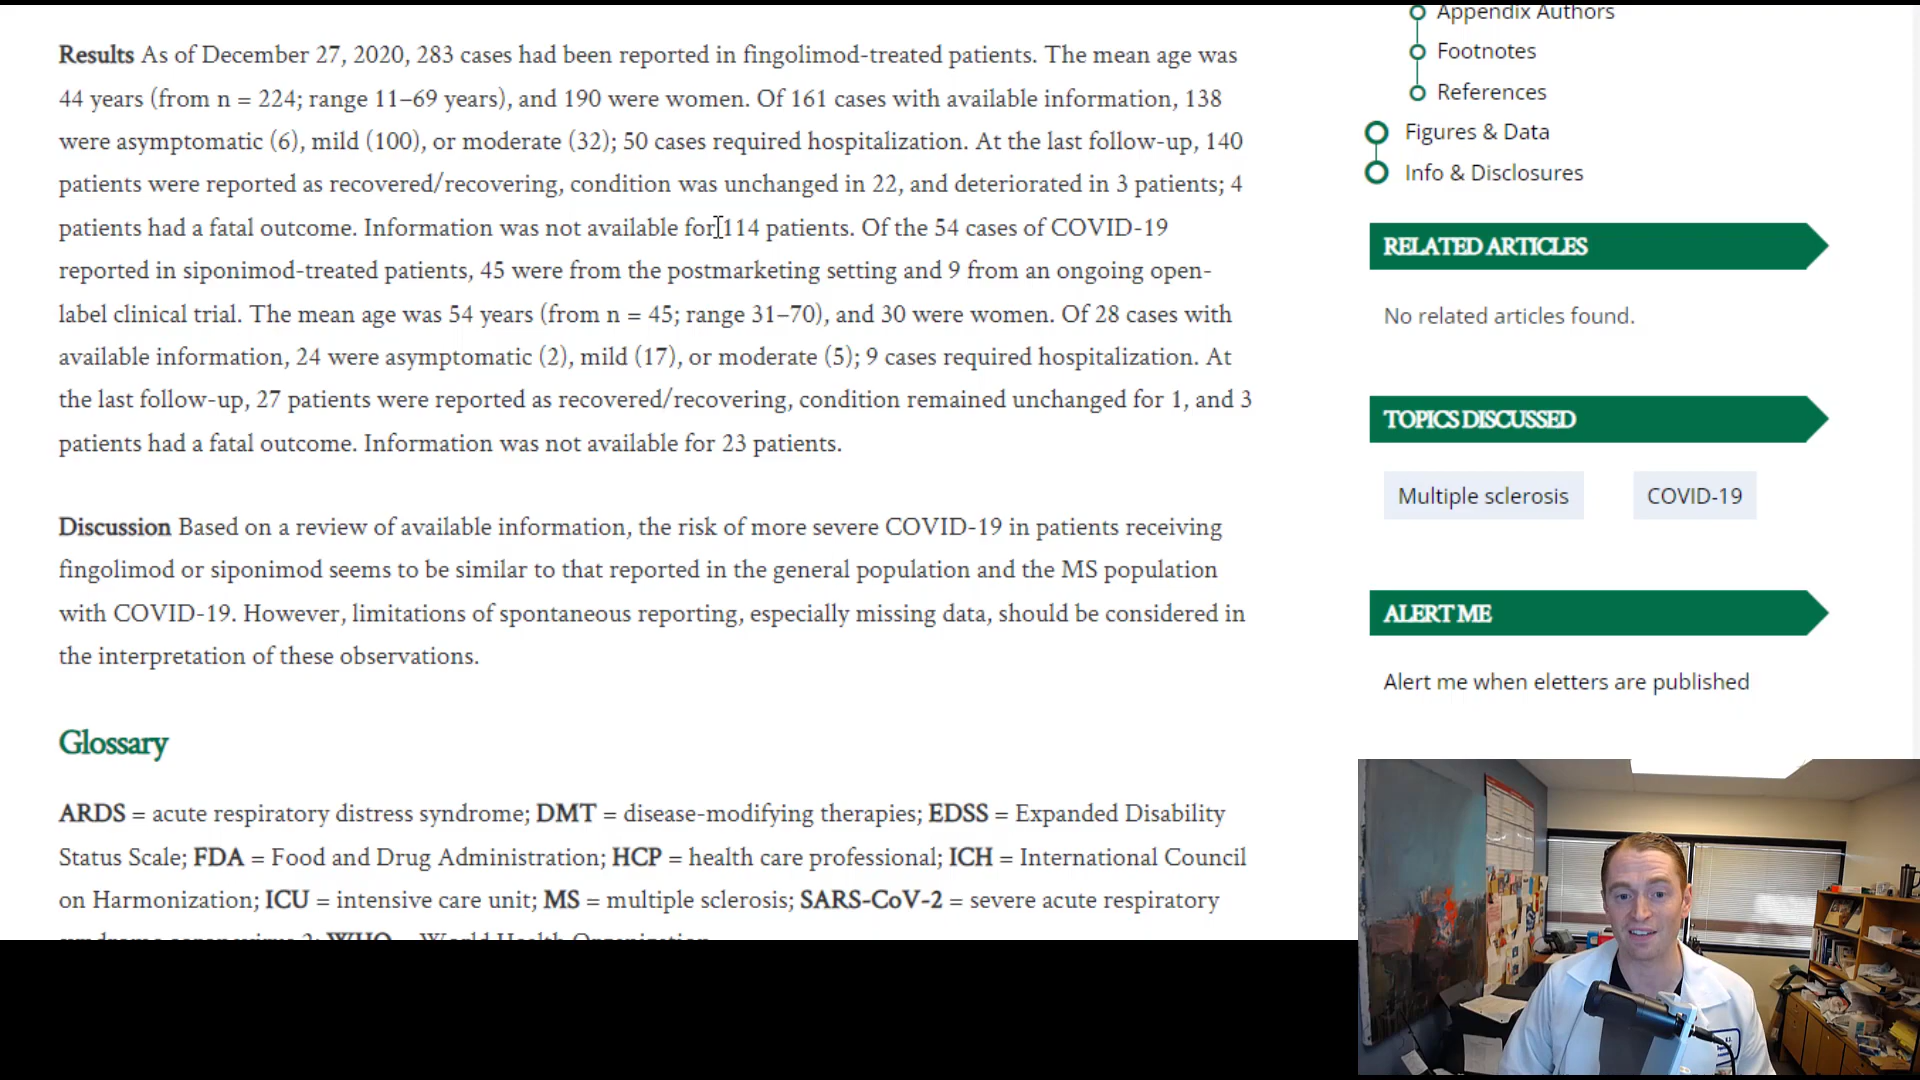 Results As of December 27, 2020, 283 cases had been reported in fingolimod-treated patients. The mean age was
44 years (from n = 224; range 11–69 years), and 190 were women. Of 161 cases with available information, 138
were asymptomatic (6), mild (100), or moderate (32); 50 cases required hospitalization. At the last follow-up, 140
patients were reported as recovered/recovering, condition was unchanged in 22, and deteriorated in 3 patients; 4
patients had a fatal outcome. Information was not available for 114 patients. Of the 54 cases of COVID-19
reported in siponimod-treated patients, 45 were from the postmarketing setting and 9 from an ongoing open-
label clinical trial. The mean age was 54 years (from n = 45; range 31–70), and 30 were women. Of 28 cases with
available information, 24 were asymptomatic (2), mild (17), or moderate (5); 9 cases required hospitalization. At
the last follow-up, 27 patients were reported as recovered/recovering, condition remained unchanged for 1, and 3
patients had a fatal outcome. Information was not available for 23 patients.
Discussion Based on a review of available information, the risk of more severe COVID-19 in patients receiving
fingolimod or siponimod seems to be similar to that reported in the general population and the MS population
with COVID-19. However, limitations of spontaneous reporting, especially missing data, should be considered in
the interpretation of these observations.
Glossary
ARDS = acute respiratory distress syndrome; DMT = disease-modifying therapies; EDSS = Expanded Disability
Status Scale; FDA = Food and Drug Administration; HCP = health care professional; ICH = International Council
on Harmonization; ICU = intensive care unit; MS = multiple sclerosis; SARS-CoV-2 = severe acute respiratory
syndrome coronavirus 2; WHO = World Health Organization
Appendix Authors
Footnotes
References
Figures & Data
Info & Disclosures
RELATED ARTICLES
No related articles found.
TOPICS DISCUSSED
Multiple sclerosis
COVID-19
ALERT ME
Alert me when eletters are published